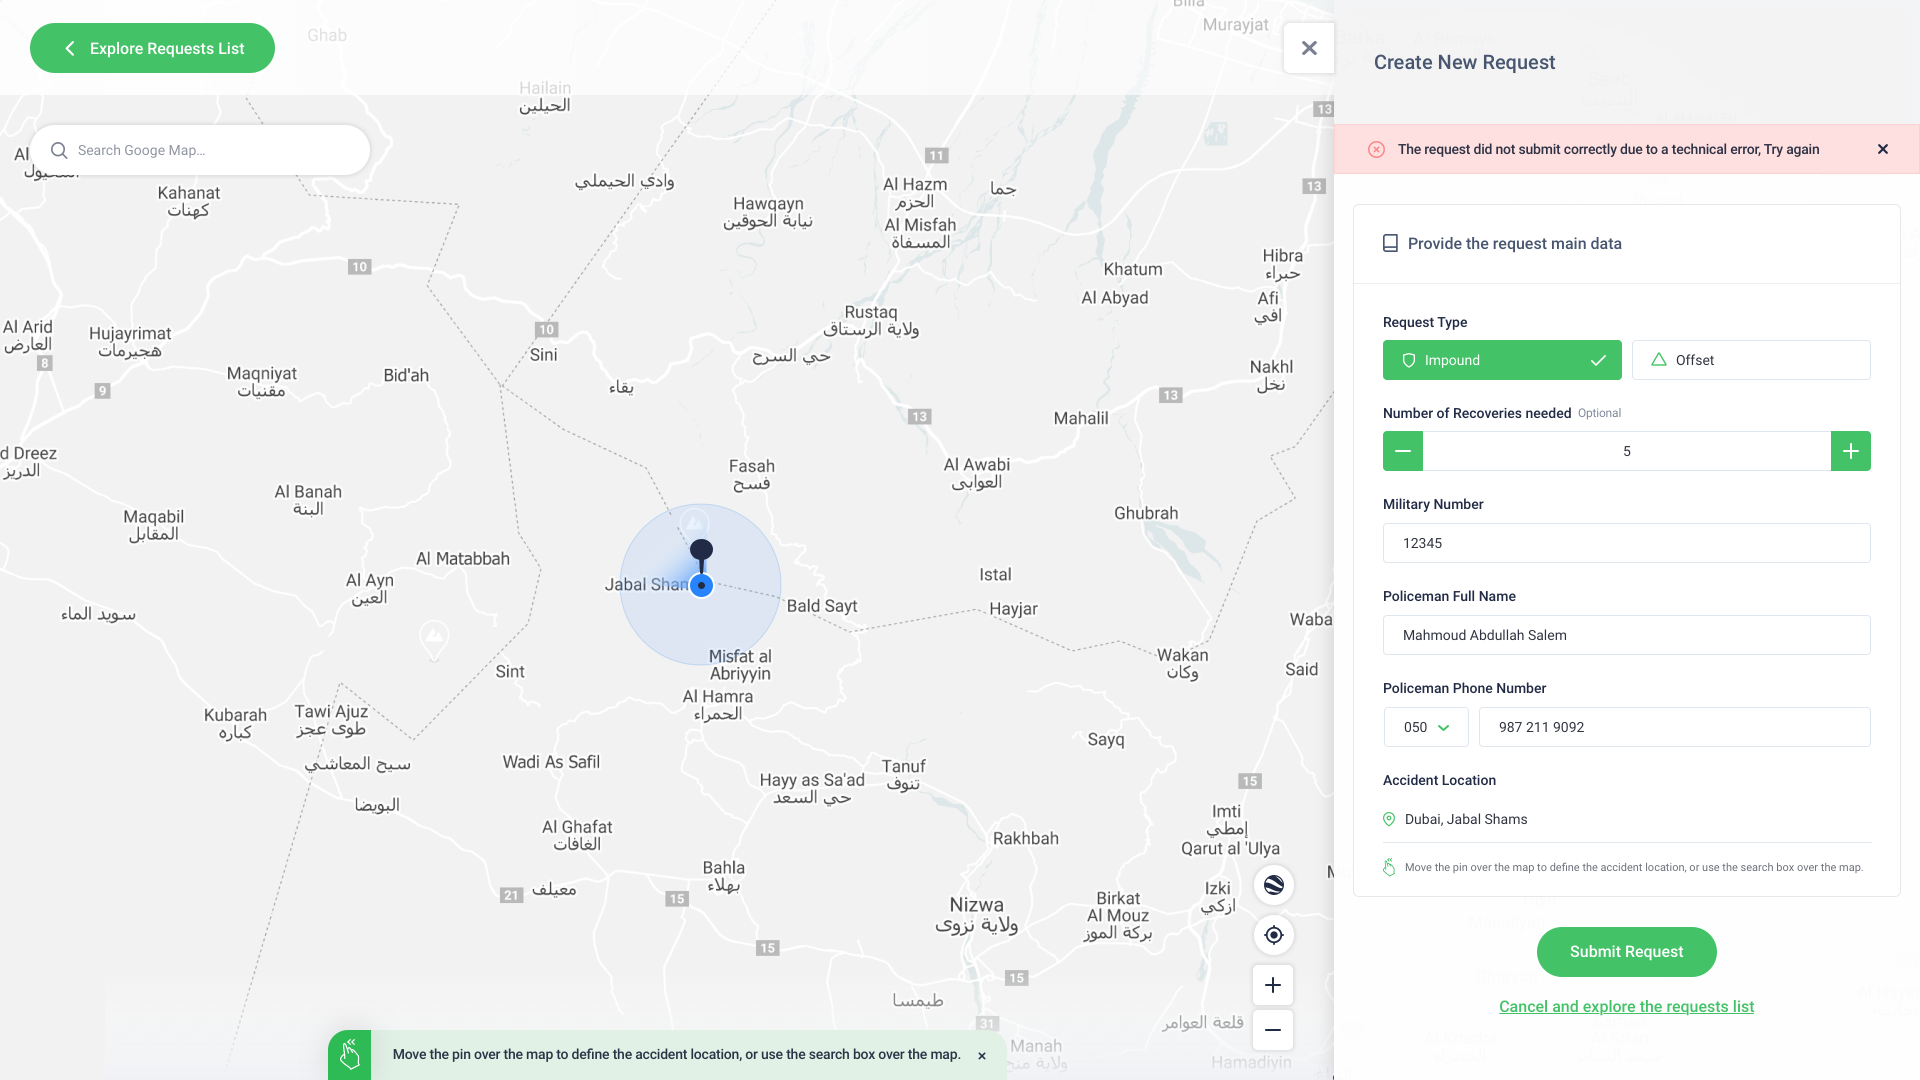 Explore Requests List
Ghab
Billa
Murayjat
Hailain
الحيلين
Search Googe Map...
Al
Kahanat
كهنات
وادي الحيملي
Hawqayn
نيابة الحوقين
11
Al Hazm
الحزم
جما
Al Misfah
المسفاة
13
13
10
Khatum
Hibra
حبراء
Al Abyad
Afi
افي
Rustaq
ولاية الرستاق
Al Arid
العارض
8
Hujayrimat
هجيرمات
10
Sini
حي السرح
Maqniyat
مقنيات
Bid'ah
9
يقاء
Nakhl
نخل
13
13
Mahalil
d Dreez
الدريز
Fasah
فسح
Al Awabi
العوابى
Al Banah
البنة
Maqabil
المقابل
Ghubrah
Al Matabbah
Al Ayn
العين
Jabal Sham
Istal
سويد الماء
Bald Sayt
Hayjar
Waba
Misfat al
Abriyyin
Sint
Wakan
وكان
Said
Al Hamra
الحمراء
Kubarah
كباره
Tawi Ajuz
طوى عجز
Sayq
سيح المعاشي
Wadi As Safil
Hayy as Sa'ad
حي السعد
Tanuf
تنوف
15
البويضا
Al Ghafat
الغافات
Imti
إمطي
Rakhbah
Qarut al 'Ulya
Bahla
بهلاء
21
معيلف
15
Nizwa
ولاية نزوى
Birkat
Al Mouz
بركة الموز
Izki
ازكي
15
15
طيمسا
31
قلعة العوامر
Manah
ولاية منح
Hamadiyin
Move the pin over the map to define the accident location, or use the search box over the map.
Create New Request
The request did not submit correctly due to a technical error, Try again
Provide the request main data
Request Type
Impound
Offset
Number of Recoveries needed Optional
5
Military Number
12345
Policeman Full Name
Mahmoud Abdullah Salem
Policeman Phone Number
050
987 211 9092
Accident Location
Dubai, Jabal Shams
Move the pin over the map to define the accident location, or use the search box over the map.
Submit Request
Cancel and explore the requests list